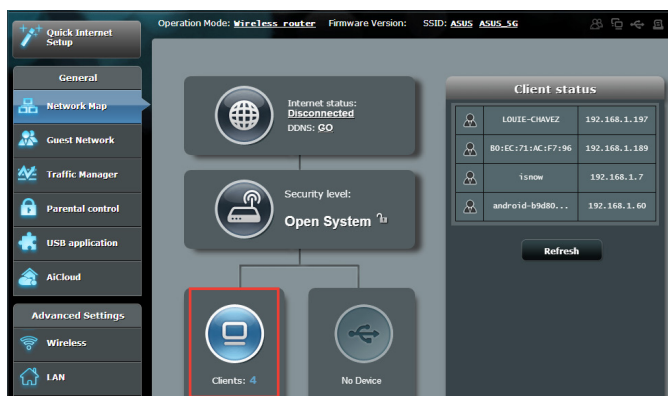 Operation Mode: Wireless router Firmware Version: SSID: ASUS ASUS_5G
Quick Internet
Setup
General
Network Map
Guest Network
Traffic Manager
Parental control
USB application
AiCloud
Advanced Settings
Wireless
LAN
Internet status:
Disconnected
DDNS: GO
Security level:
Open System
Clients: 4
No Device
Client status
LOUIE-CHAVEZ 192.168.1.197
80:EC:71:AC:F7:96 192.168.1.189
isnow 192.168.1.7
android-b9d80... 192.168.1.60
Refresh